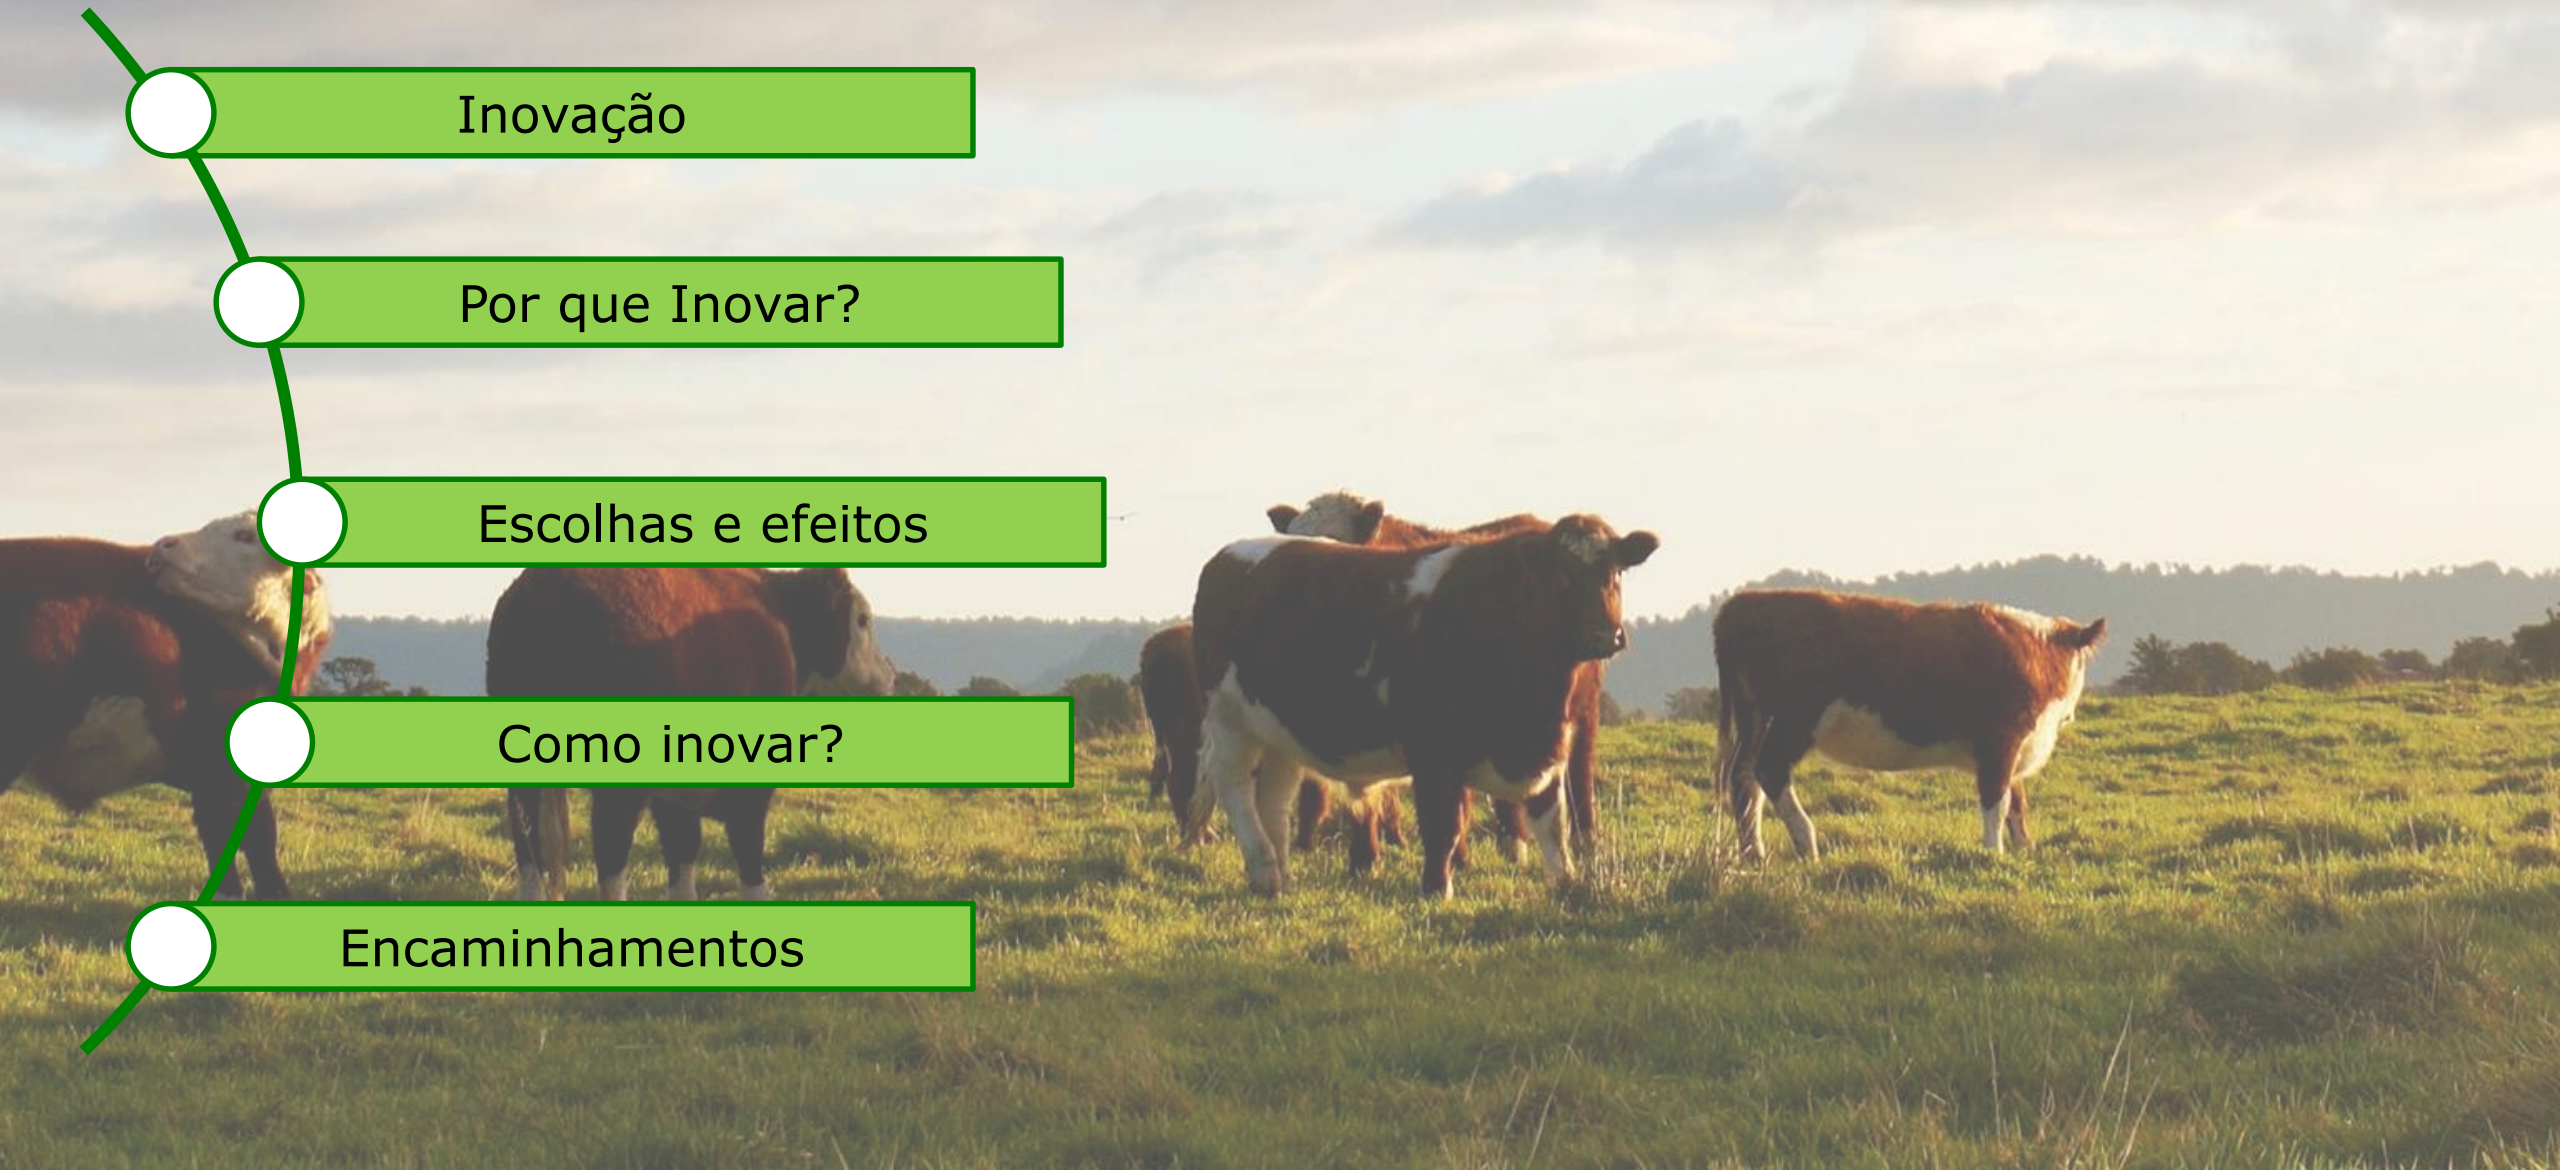 Inovação
Por que Inovar?
Escolhas e efeitos
Como inovar?
Encaminhamentos